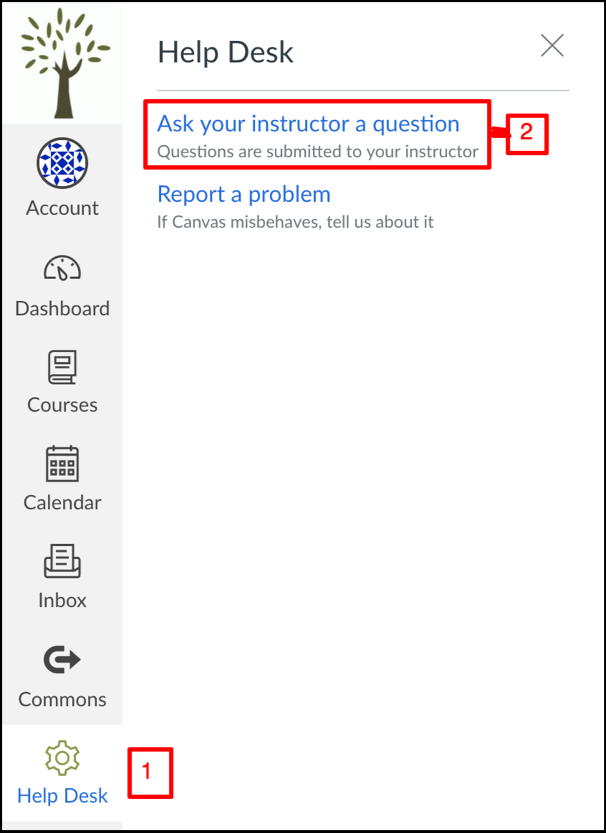 Help Desk
Ask your instructor a question
2
Questions are submitted to your instructor
Report a problem
If Canvas misbehaves, tell us about it
Account
Dashboard
Courses
Calendar
Inbox
Commons
Help Desk
1